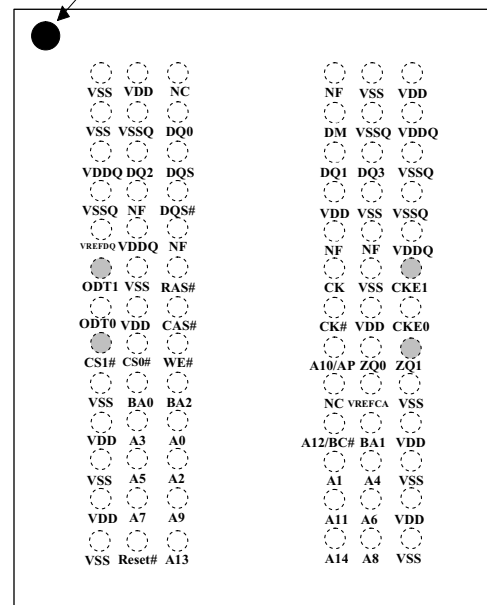 VSS VDD NC NF VSS VDD
VSS VSSQ DQ0 DM VSSQ VDDQ
VDDQ DQ2 DQS DQ1 DQ3 VSSQ
VSSQ NF DQS# VDD VSS VSSQ
VREFDQ VDDQ NF NF NF VDDQ
ODT1 VSS RAS# CK VSS CKE1
ODT0 VDD CAS# CK# VDD CKE0
CS1# CS0# WE# A10/AP ZQ0 ZQ1
VSS BA0 BA2 NC VREFCA VSS
VDD A3 A0 A12/BC# BA1 VDD
VSS A5 A2 A1 A4 VSS
VDD A7 A9 A11 A6 VDD
VSS Reset# A13 A14 A8 VSS